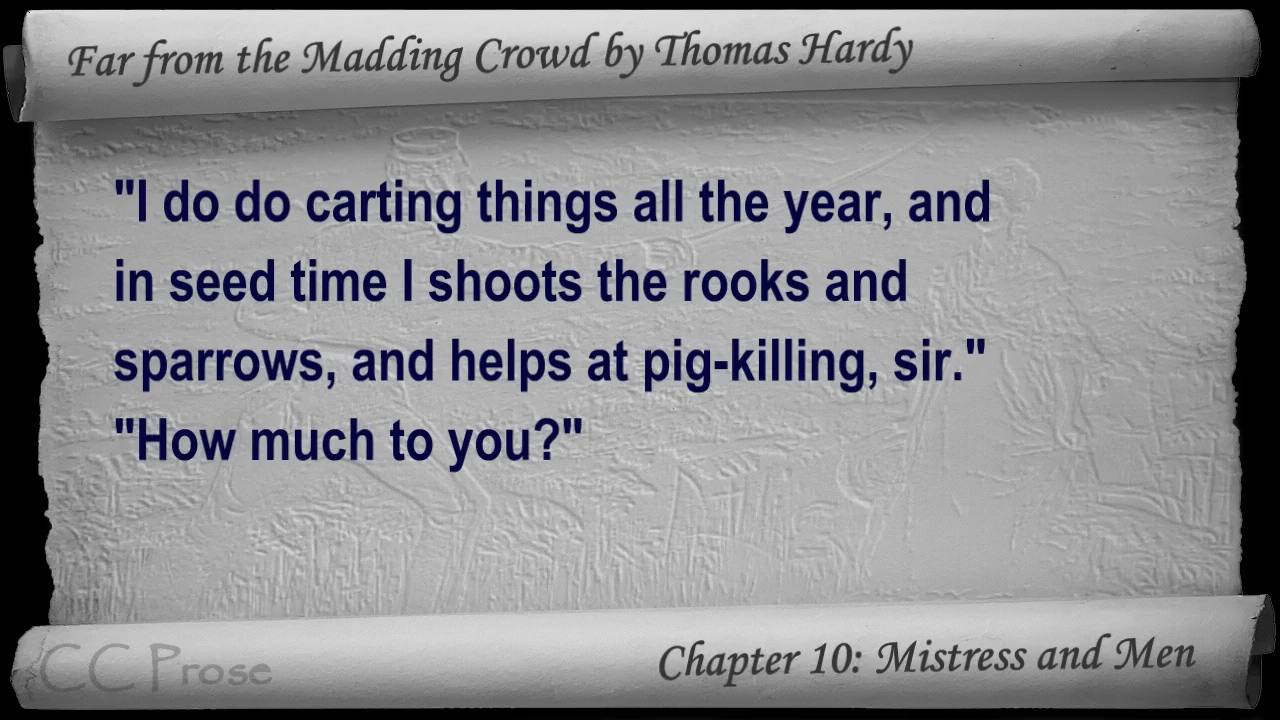 Far from the Madding Crowd by Thomas Hardy
"I do do carting things all the year, and
in seed time I shoots the rooks and
sparrows, and helps at pig-killing, sir."
"How much to you?"
CC Prose
Chapter 10: Mistress and Men